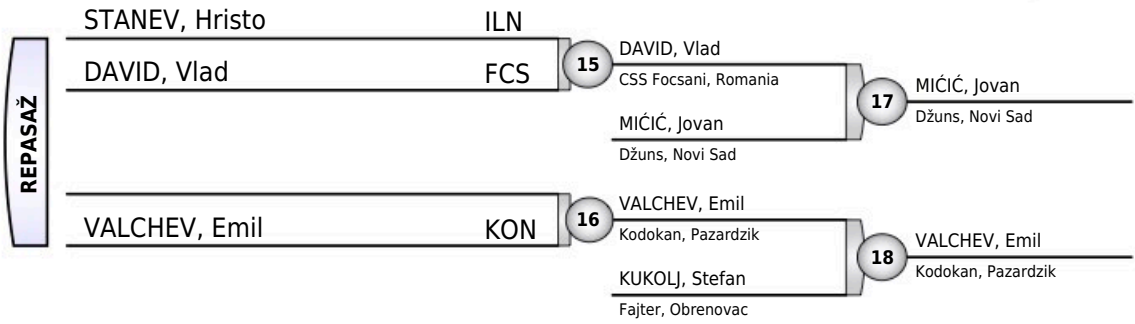 REPASAŽ
STANEV, Hristo ILN
DAVID, Vlad FCS
15
DAVID, Vlad
CSS Focsani, Romania
MIĆIĆ, Jovan
Džuns, Novi Sad
17
MIĆIĆ, Jovan
Džuns, Novi Sad
VALCHEV, Emil KON
16
VALCHEV, Emil
Kodokan, Pazardzik
KUKOLJ, Stefan
Fajter, Obrenovac
18
VALCHEV, Emil
Kodokan, Pazardzik